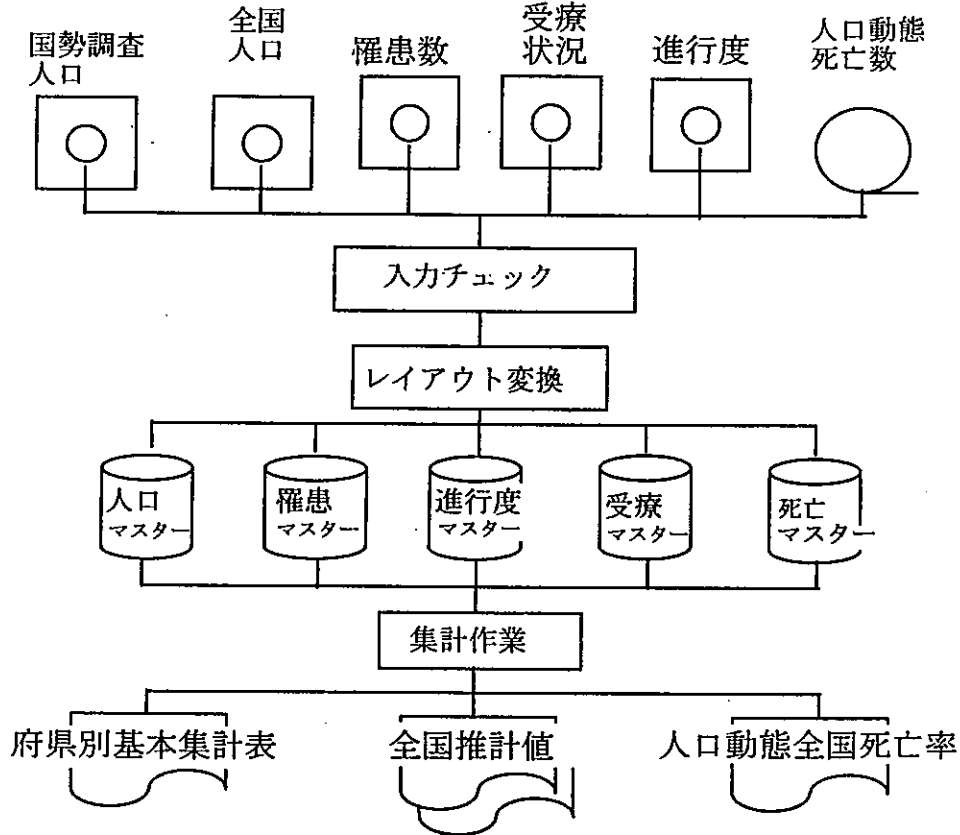 国勢調査
人口
全国
人口
罹患数
受療
状況
進行度
人口動態
死亡数
入力チェック
レイアウト変換
人口
マスター
罹患
マスター
進行度
マスター
受療
マスター
死亡
マスター
集計作業
府県別基本集計表
全国推計値
人口動態全国死亡率